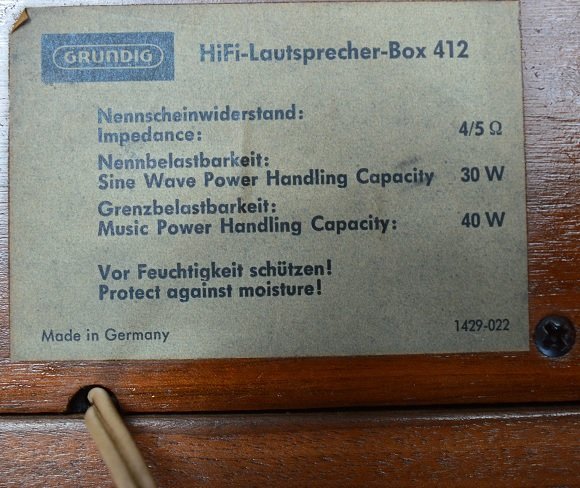 GRUNDIG
HiFi-Lautsprecher-Box 412
Nennscheinwiderstand:
Impedance: 4/5 Ω
Nennbelastbarkeit:
Sine Wave Power Handling Capacity 30 W
Grenzbelastbarkeit:
Music Power Handling Capacity: 40 W
Vor Feuchtigkeit schützen!
Protect against moisture!
Made in Germany 1429-022